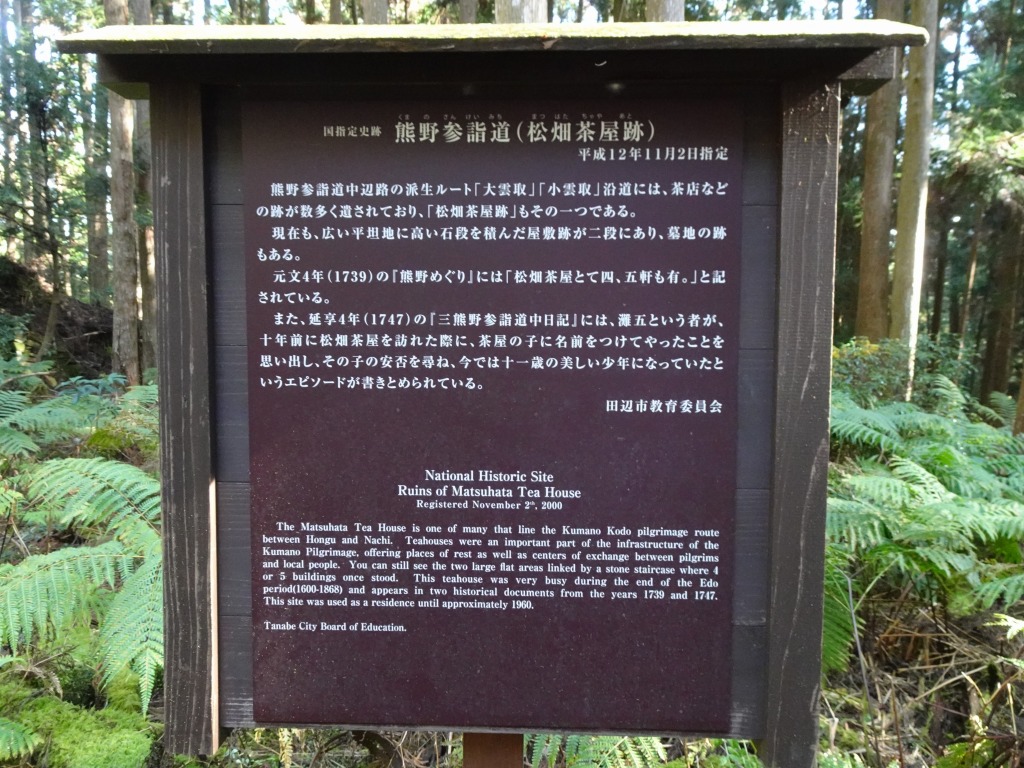 くまの さんけいみち まつはた ちゃや あと
国指定史跡 熊野参詣道(松畑茶屋跡)
平成12年11月2日指定
熊野参詣道中辺路の派生ルート「大雲取」「小雲取」沿道には、茶店など
の跡が数多く遺されており、「松畑茶屋跡」もその一つである。
現在も、広い平坦地に高い石段を積んだ屋敷跡が二段にあり、墓地の跡
もある。
元文4年(1739)の『熊野めぐり』には「松畑茶屋とて四、五軒も有。」と記
されている。
また、延享4年(1747)の『三熊野参詣道中日記』には、灘五という者が、
十年前に松畑茶屋を訪れた際に、茶屋の子に名前をつけてやったことを
思い出し、その子の安否を尋ね、今では十一歳の美しい少年になっていたと
いうエピソードが書きとめられている。
田辺市教育委員会
National Historic Site
Ruins of Matsuhata Tea House
Registered November 2th, 2000
The Matsuhata Tea House is one of many that line the Kumano Kodo pilgrimage route
between Hongu and Nachi. Teahouses were an important part of the infrastructure of the
Kumano Pilgrimage, offering places of rest as well as centers of exchange between pilgrims
and local people. You can still see the two large flat areas linked by a stone staircase where 4
or 5 buildings once stood. This teahouse was very busy during the end of the Edo
period(1600-1868) and appears in two historical documents from the years 1739 and 1747.
This site was used as a residence until approximately 1960.
Tanabe City Board of Education.